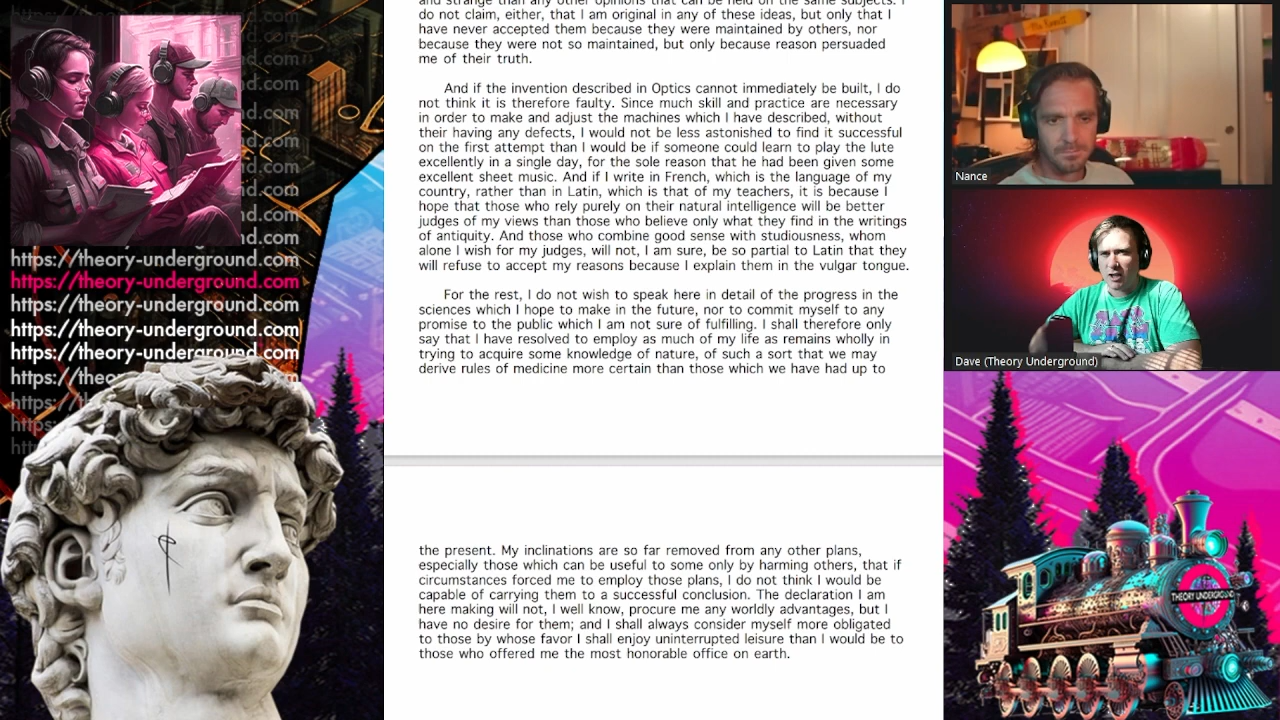 https://theory-underground.com
https://theory-underground.com
https://theory-underground.com
https://theory-underground.com
https://theory-underground.com
and strange than any other opinions that can be held on the same subjects. I
do not claim, either, that I am original in any of these ideas, but only that I
have never accepted them because they were maintained by others, nor
because they were not so maintained, but only because reason persuaded
me of their truth.
And if the invention described in Optics cannot immediately be built, I do
not think it is therefore faulty. Since much skill and practice are necessary
in order to make and adjust the machines which I have described, without
their having any defects, I would not be less astonished to find it successful
on the first attempt than I would be if someone could learn to play the lute
excellently in a single day, for the sole reason that he had been given some
excellent sheet music. And if I write in French, which is the language of my
country, rather than in Latin, which is that of my teachers, it is because I
hope that those who rely purely on their natural intelligence will be better
judges of my views than those who believe only what they find in the writings
of antiquity. And those who combine good sense with studiousness, whom
alone I wish for my judges, will not, I am sure, be so partial to Latin that they
will refuse to accept my reasons because I explain them in the vulgar tongue.
For the rest, I do not wish to speak here in detail of the progress in the
sciences which I hope to make in the future, nor to commit myself to any
promise to the public which I am not sure of fulfilling. I shall therefore only
say that I have resolved to employ as much of my life as remains wholly in
trying to acquire some knowledge of nature, of such a sort that we may
derive rules of medicine more certain than those which we have had up to
the present. My inclinations are so far removed from any other plans,
especially those which can be useful to some only by harming others, that if
circumstances forced me to employ those plans, I do not think I would be
capable of carrying them to a successful conclusion. The declaration I am
here making will not, I well know, procure me any worldly advantages, but I
have no desire for them; and I shall always consider myself more obligated
to those by whose favor I shall enjoy uninterrupted leisure than I would be to
those who offered me the most honorable office on earth.
Nance
Dave (Theory Underground)
THEORY UNDERGROUND